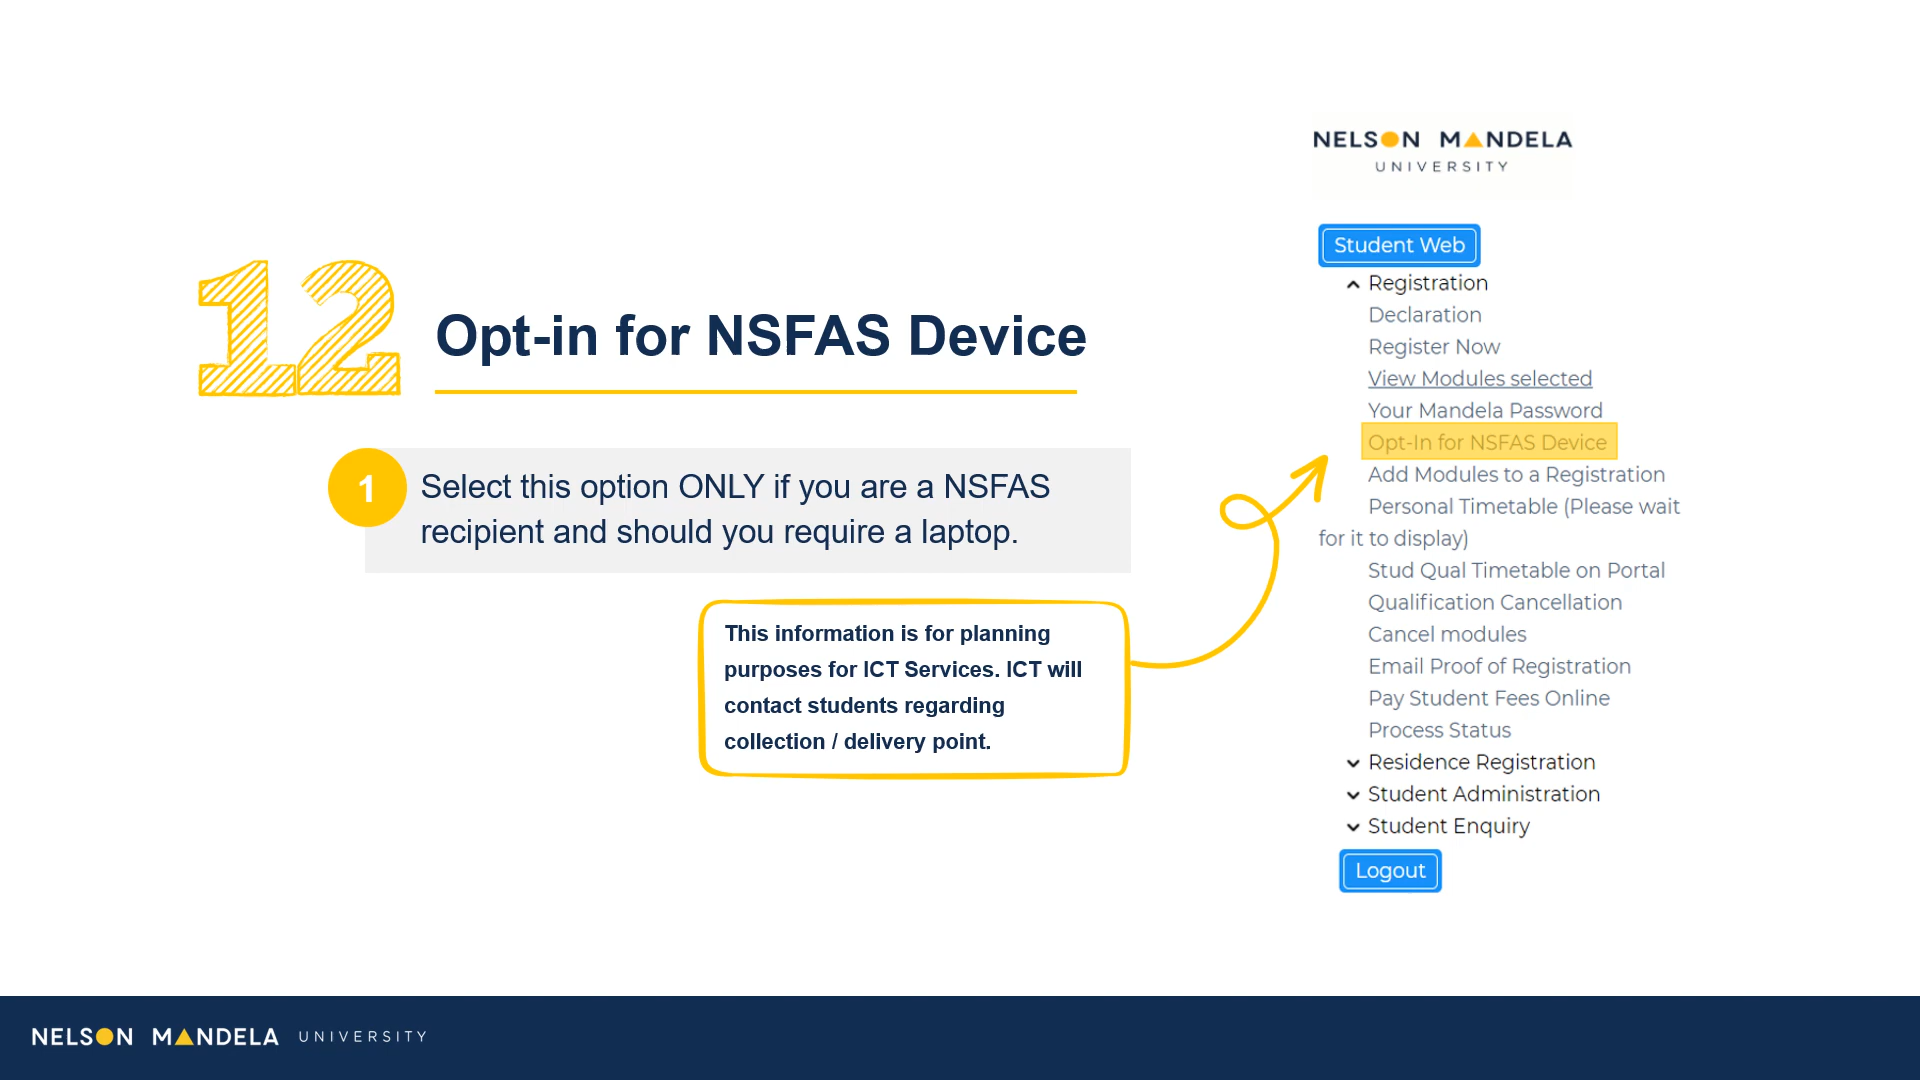 12
Opt-in for NSFAS Device
1
Select this option ONLY if you are a NSFAS
recipient and should you require a laptop.
This information is for planning
purposes for ICT Services. ICT will
contact students regarding
collection / delivery point.
NELSON MANDELA
UNIVERSITY
Student Web
Registration
Declaration
Register Now
View Modules selected
Your Mandela Password
Opt-In for NSFAS Device
Add Modules to a Registration
Personal Timetable (Please wait
for it to display)
Stud Qual Timetable on Portal
Qualification Cancellation
Cancel modules
Email Proof of Registration
Pay Student Fees Online
Process Status
Residence Registration
Student Administration
Student Enquiry
Logout
NELSON MANDELA UNIVERSITY